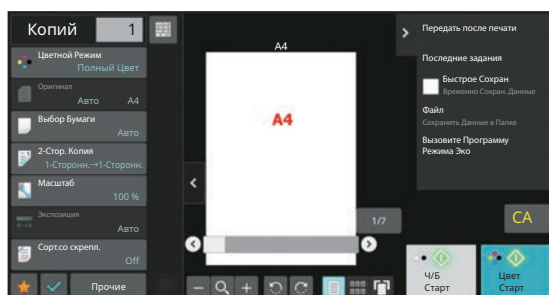 Копий 1
Цветной Режим
Полный Цвет
Оригинал
Авто A4
Выбор Бумаги
Авто
2-Стор. Копия
1-Сторонн.→1-Сторонн.
Масштаб
100 %
Экспозиция
Авто
Сорт.со скрепл.
Off
Прочие
A4
A4
1/7
Передать после печати
Последние задания
Быстрое Сохран
Временно Сохран. Данные
Файл
Сохранить Данные в Папке
Вызовите Программу
Режима Эко
CA
Ч/Б
Старт
Цвет
Старт